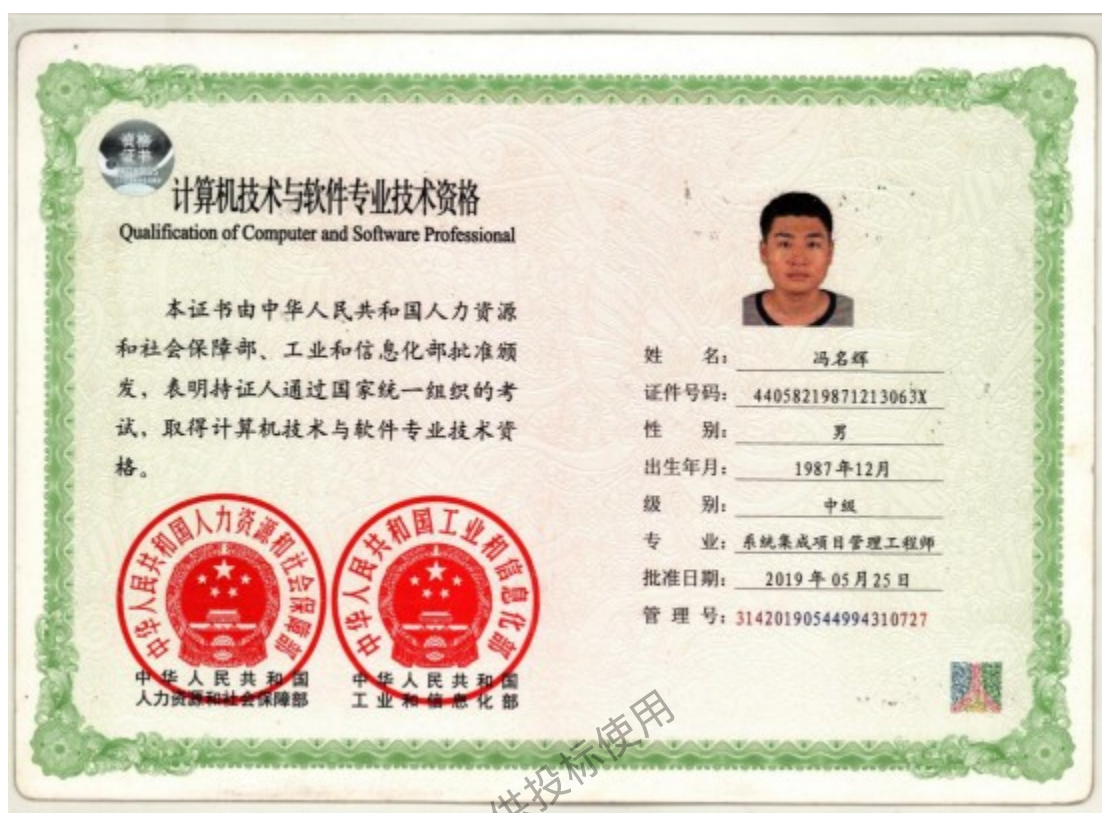 资格
证书
计算机技术与软件专业技术资格
Qualification of Computer and Software Professional
本证书由中华人民共和国人力资源
和社会保障部、工业和信息化部批准颁
发，表明持证人通过国家统一组织的考
试，取得计算机技术与软件专业技术资
格。
中华人民共和国人力资源和社会保障部
中华人民共和国工业和信息化部
中华人民共和国
人力资源和社会保障部
中华人民共和国
工业和信息化部
姓 名：冯名辉
证件号码：44058219871213063X
性 别：男
出生年月：1987年12月
级 别：中级
专 业：系统集成项目管理工程师
批准日期：2019年05月25日
管 理 号：31420190544994310727
供投标使用